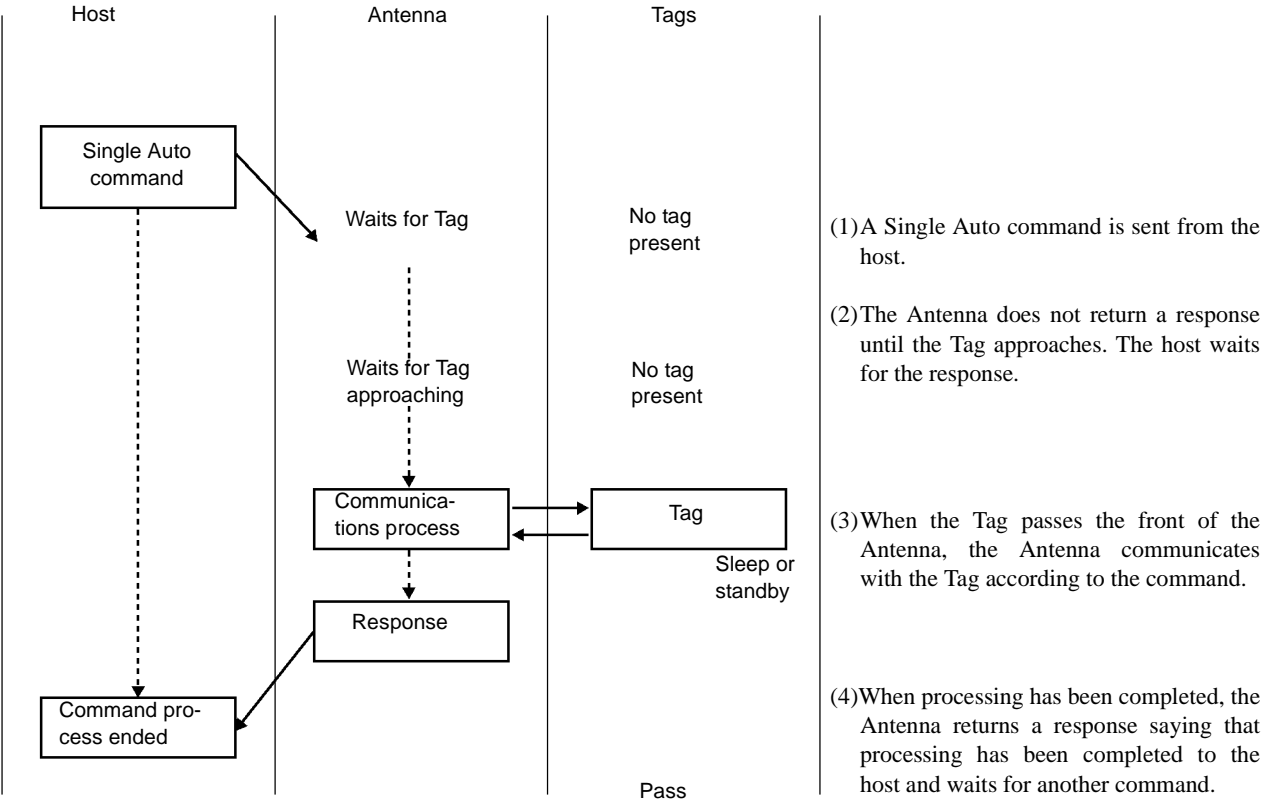 Host
Antenna
Tags
Single Auto
command
Waits for Tag
No tag
present
(1)A Single Auto command is sent from the
host.
(2)The Antenna does not return a response
until the Tag approaches. The host waits
for the response.
Waits for Tag
approaching
No tag
present
Communica-
tions process
Tag
Sleep or
standby
(3)When the Tag passes the front of the
Antenna, the Antenna communicates
with the Tag according to the command.
Response
Command pro-
cess ended
(4)When processing has been completed, the
Antenna returns a response saying that
processing has been completed to the
host and waits for another command.
Pass